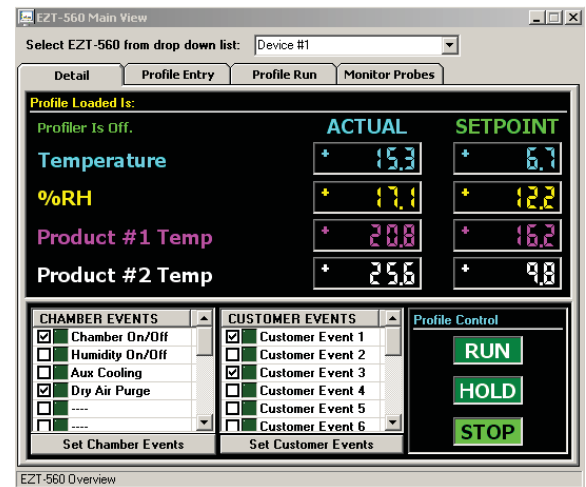 EZT-560 Main View
Select EZT-560 from drop down list: Device #1
Detail Profile Entry Profile Run Monitor Probes
Profile Loaded Is:
Profiler Is Off. ACTUAL SETPOINT
Temperature + 15.3 + 6.7
%RH + 17.1 + 12.2
Product #1 Temp + 20.8 + 16.2
Product #2 Temp + 25.6 + 9.8
CHAMBER EVENTS CUSTOMER EVENTS Profile Control
Chamber On/Off Customer Event 1
Humidity On/Off Customer Event 2 RUN
Aux Cooling Customer Event 3
Dry Air Purge Customer Event 4 HOLD
---- Customer Event 5
---- Customer Event 6 STOP
Set Chamber Events Set Customer Events
EZT-560 Overview